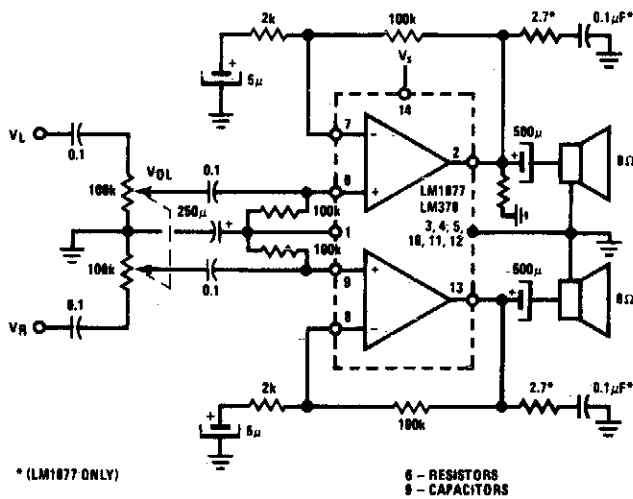 2k
100k
2.7*
0.1µF*
Vs
+
5µ
14
500µ
VL
0.1
7
–
2
+
8Ω
VOL
0.1
6
+
LM1877
LM378
100k
100k
250µ
+
1
3, 4, 5,
10, 11, 12
100k
100k
0.1
9
+
13
500µ
+
8Ω
VR
0.1
8
–
2k
100k
2.7*
0.1µF*
+
5µ
* (LM1877 ONLY)
6 – RESISTORS
9 – CAPACITORS